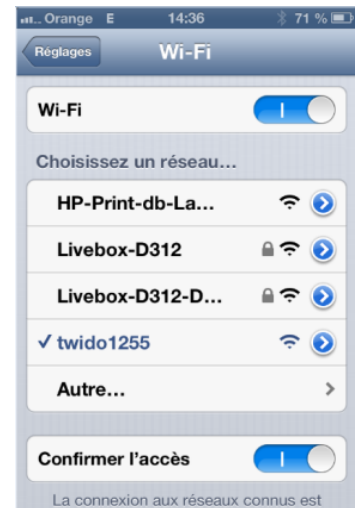 Orange E 14:36 71 %
Réglages Wi-Fi
Wi-Fi
Choisissez un réseau...
HP-Print-db-La...
Livebox-D312
Livebox-D312-D...
✓ twido1255
Autre...
Confirmer l'accès
La connexion aux réseaux connus est